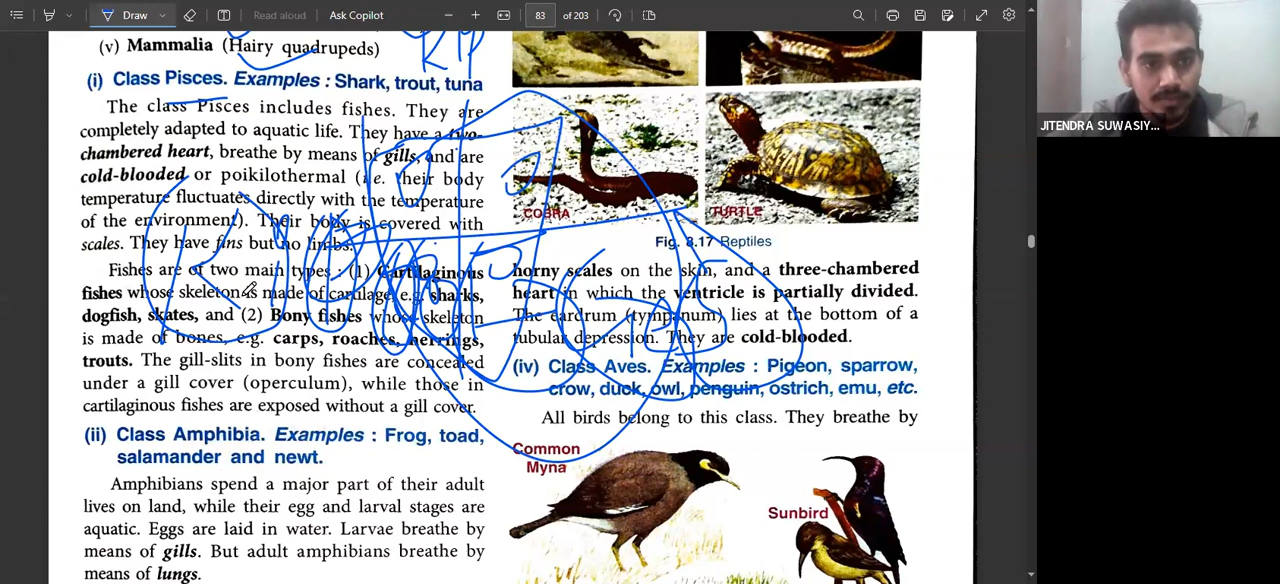 Draw
Read aloud
Ask Copilot
83
of 203
(v) Mammalia (Hairy quadrupeds)
(i) Class Pisces. Examples : Shark, trout, tuna
The class Pisces includes fishes. They are
completely adapted to aquatic life. They have a two-
chambered heart, breathe by means of gills, and are
cold-blooded or poikilothermal (i.e. their body
temperature fluctuates directly with the temperature
of the environment). Their body is covered with
scales. They have fins but no limbs.
Fishes are of two main types : (1) Cartilaginous
fishes whose skeleton is made of cartilage, e.g. sharks,
dogfish, skates, and (2) Bony fishes whose skeleton
is made of bones, e.g. carps, roaches, herrings,
trouts. The gill-slits in bony fishes are concealed
under a gill cover (operculum), while those in
cartilaginous fishes are exposed without a gill cover.
(ii) Class Amphibia. Examples : Frog, toad,
salamander and newt.
Amphibians spend a major part of their adult
lives on land, while their egg and larval stages are
aquatic. Eggs are laid in water. Larvae breathe by
means of gills. But adult amphibians breathe by
means of lungs.
COBRA
TURTLE
Fig. 8.17 Reptiles
horny scales on the skin, and a three-chambered
heart in which the ventricle is partially divided.
The eardrum (tympanum) lies at the bottom of a
tubular depression. They are cold-blooded.
(iv) Class Aves. Examples : Pigeon, sparrow,
crow, duck, owl, penguin, ostrich, emu, etc.
All birds belong to this class. They breathe by
Common
Myna
Sunbird
JITENDRA SUWASIY...